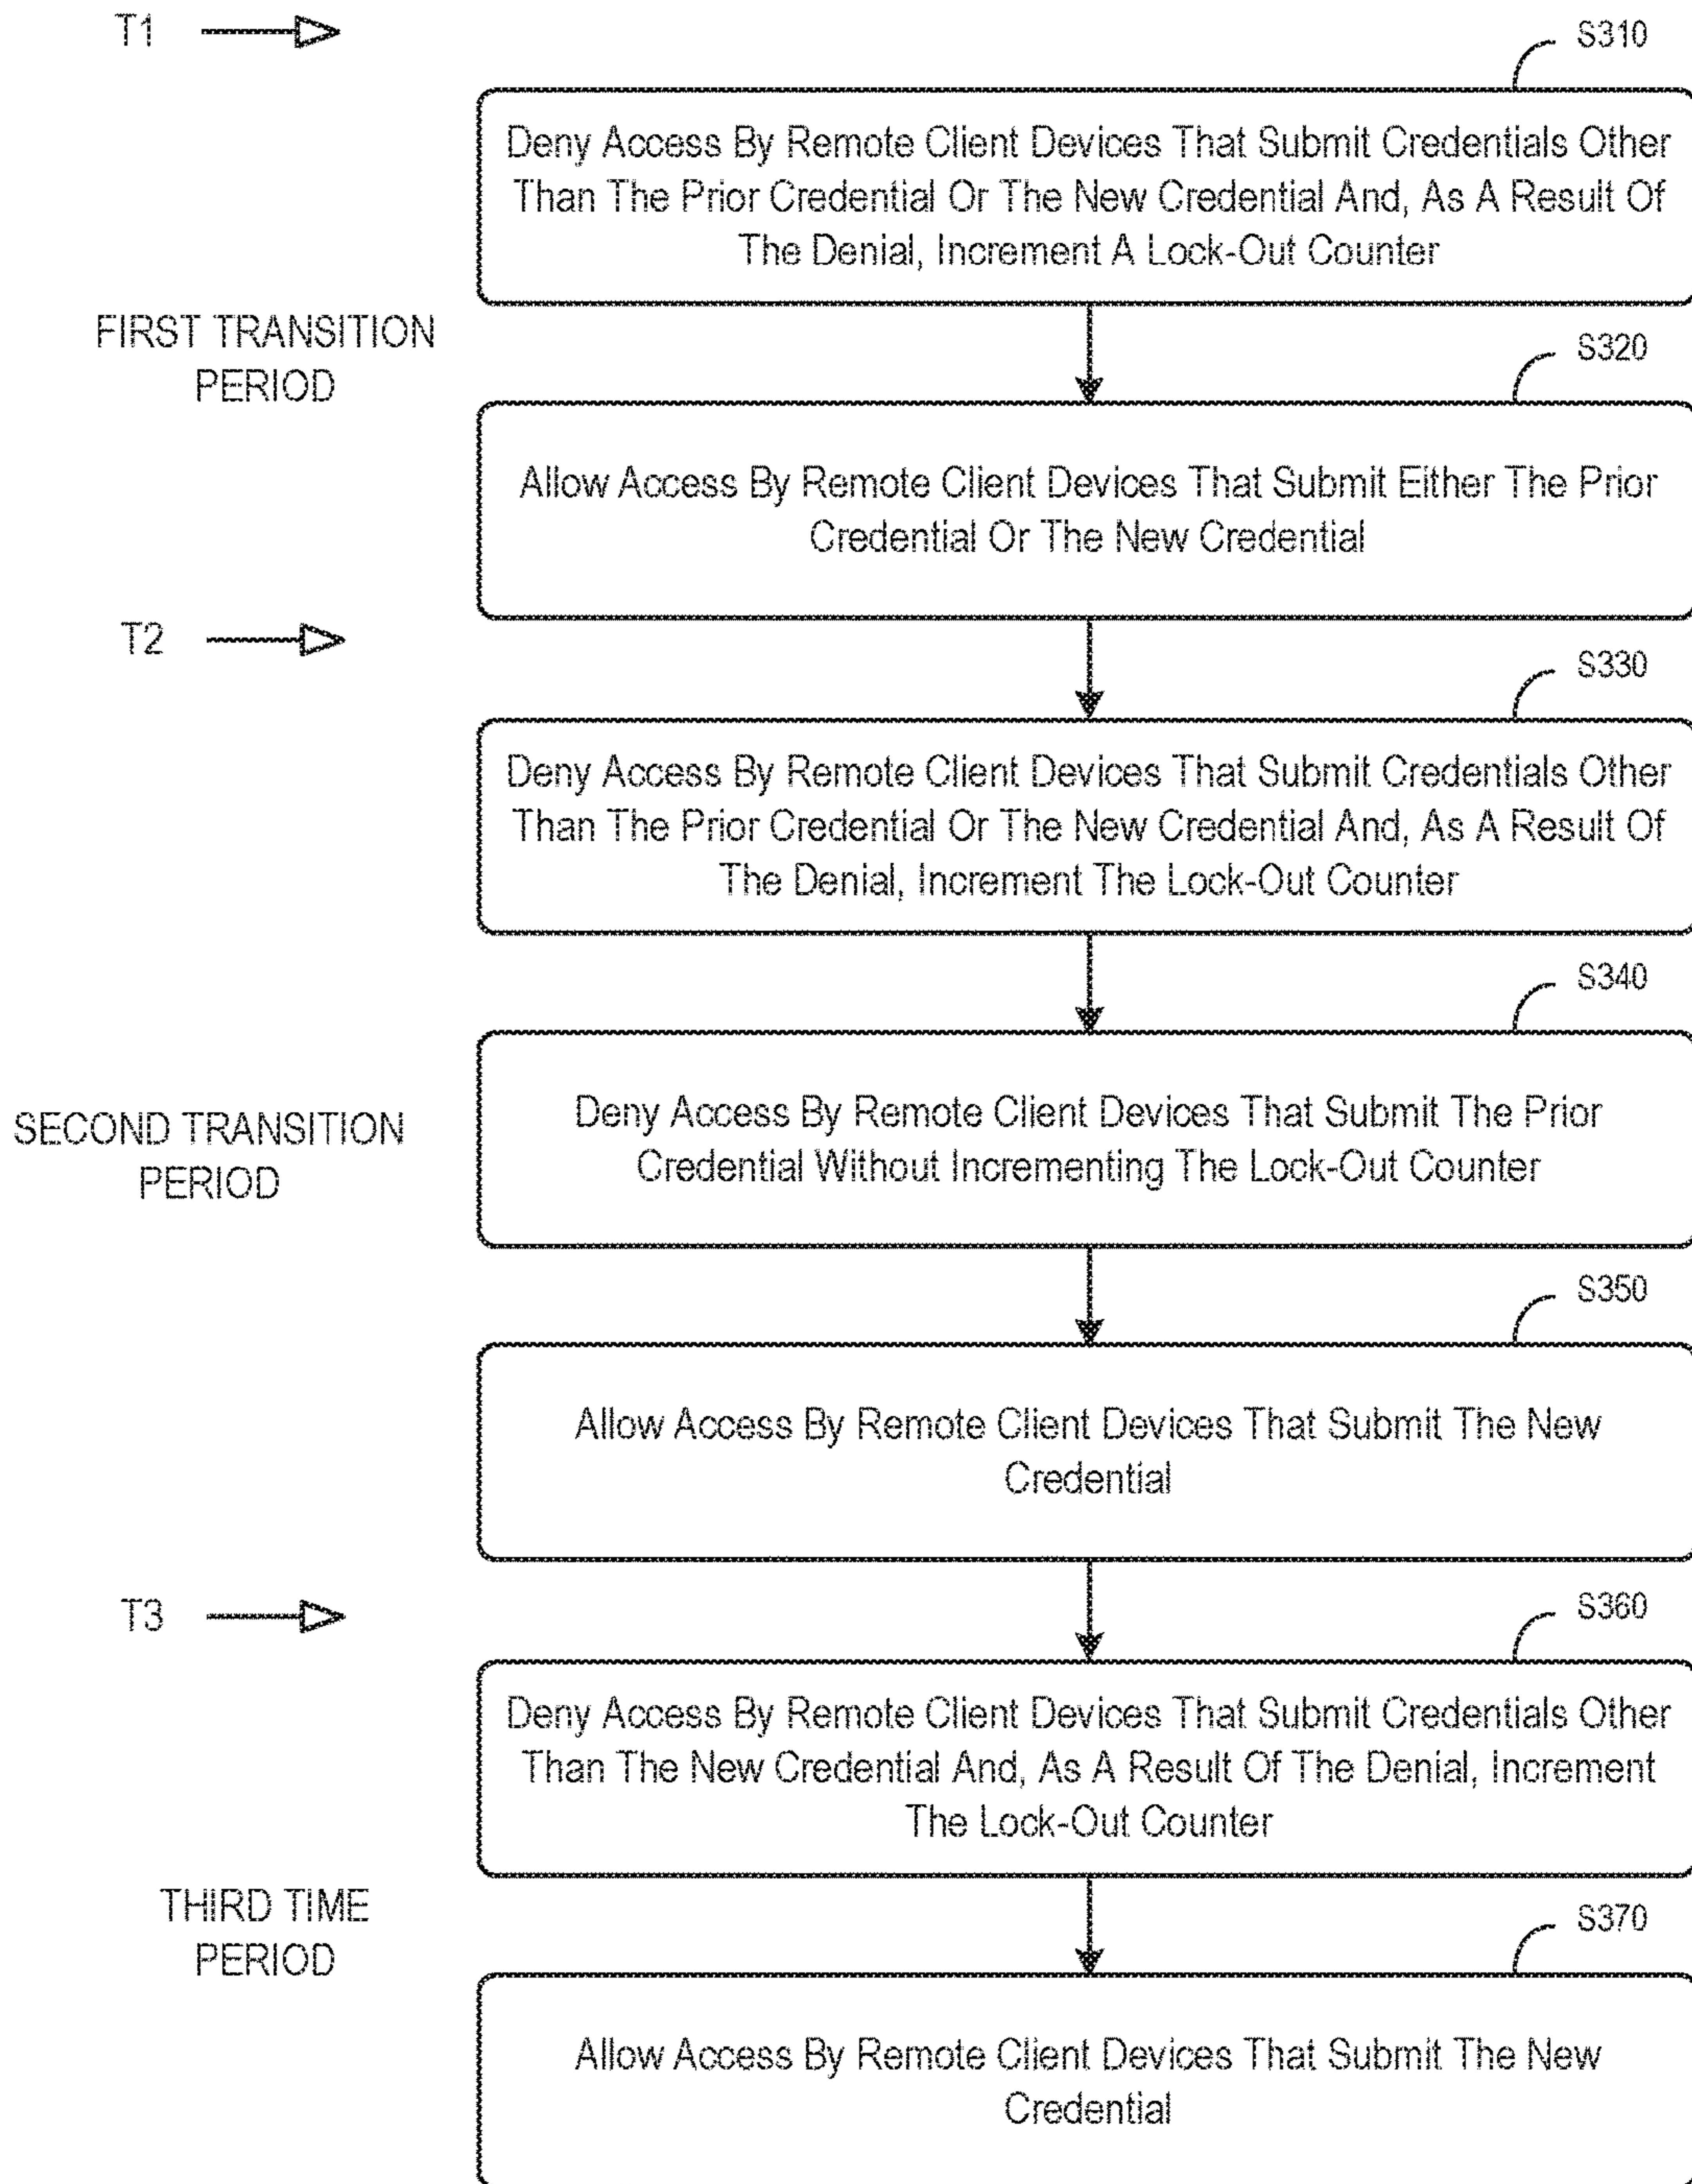 T1
S310
Deny Access By Remote Client Devices That Submit Credentials Other
Than The Prior Credential Or The New Credential And, As A Result Of
The Denial, Increment A Lock-Out Counter
FIRST TRANSITION
PERIOD
S320
Allow Access By Remote Client Devices That Submit Either The Prior
Credential Or The New Credential
T2
S330
Deny Access By Remote Client Devices That Submit Credentials Other
Than The Prior Credential Or The New Credential And, As A Result Of
The Denial, Increment The Lock-Out Counter
S340
SECOND TRANSITION
PERIOD
Deny Access By Remote Client Devices That Submit The Prior
Credential Without Incrementing The Lock-Out Counter
S350
Allow Access By Remote Client Devices That Submit The New
Credential
T3
S360
Deny Access By Remote Client Devices That Submit Credentials Other
Than The New Credential And, As A Result Of The Denial, Increment
The Lock-Out Counter
THIRD TIME
PERIOD
S370
Allow Access By Remote Client Devices That Submit The New
Credential